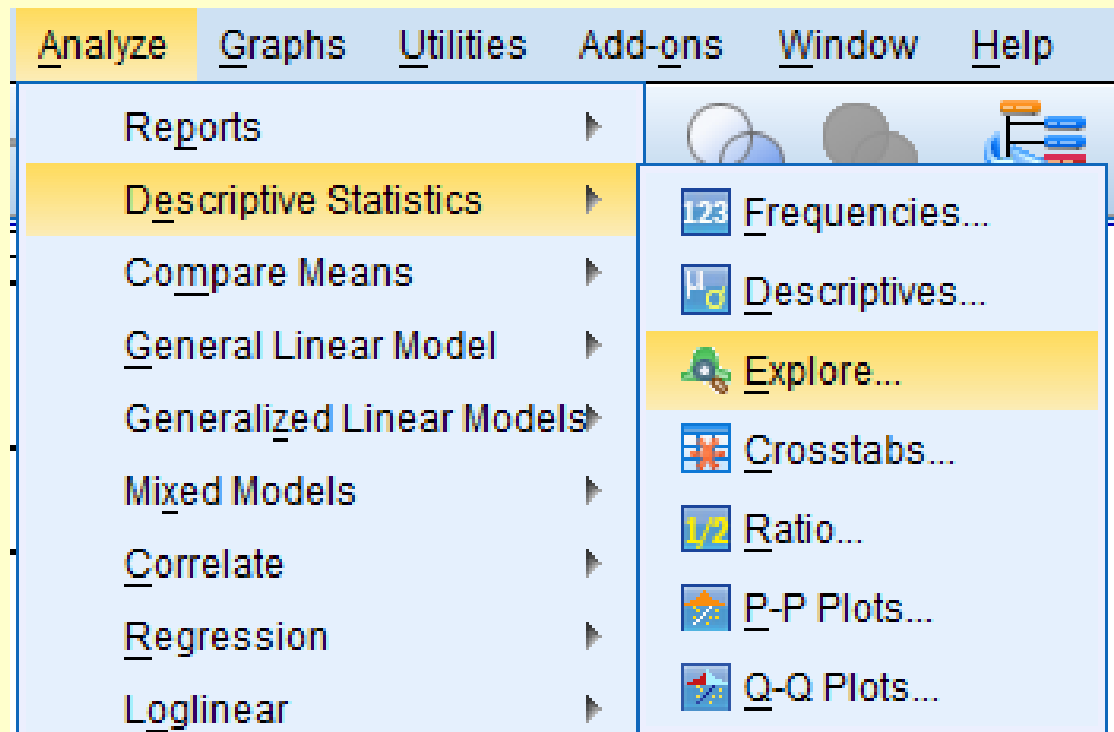 Analyze Graphs Utilities Add-ons Window Help
Reports
Descriptive Statistics
Compare Means
General Linear Model
Generalized Linear Models
Mixed Models
Correlate
Regression
Loglinear
123 Frequencies...
μσ Descriptives...
Explore...
Crosstabs...
1/2 Ratio...
P-P Plots...
Q-Q Plots...